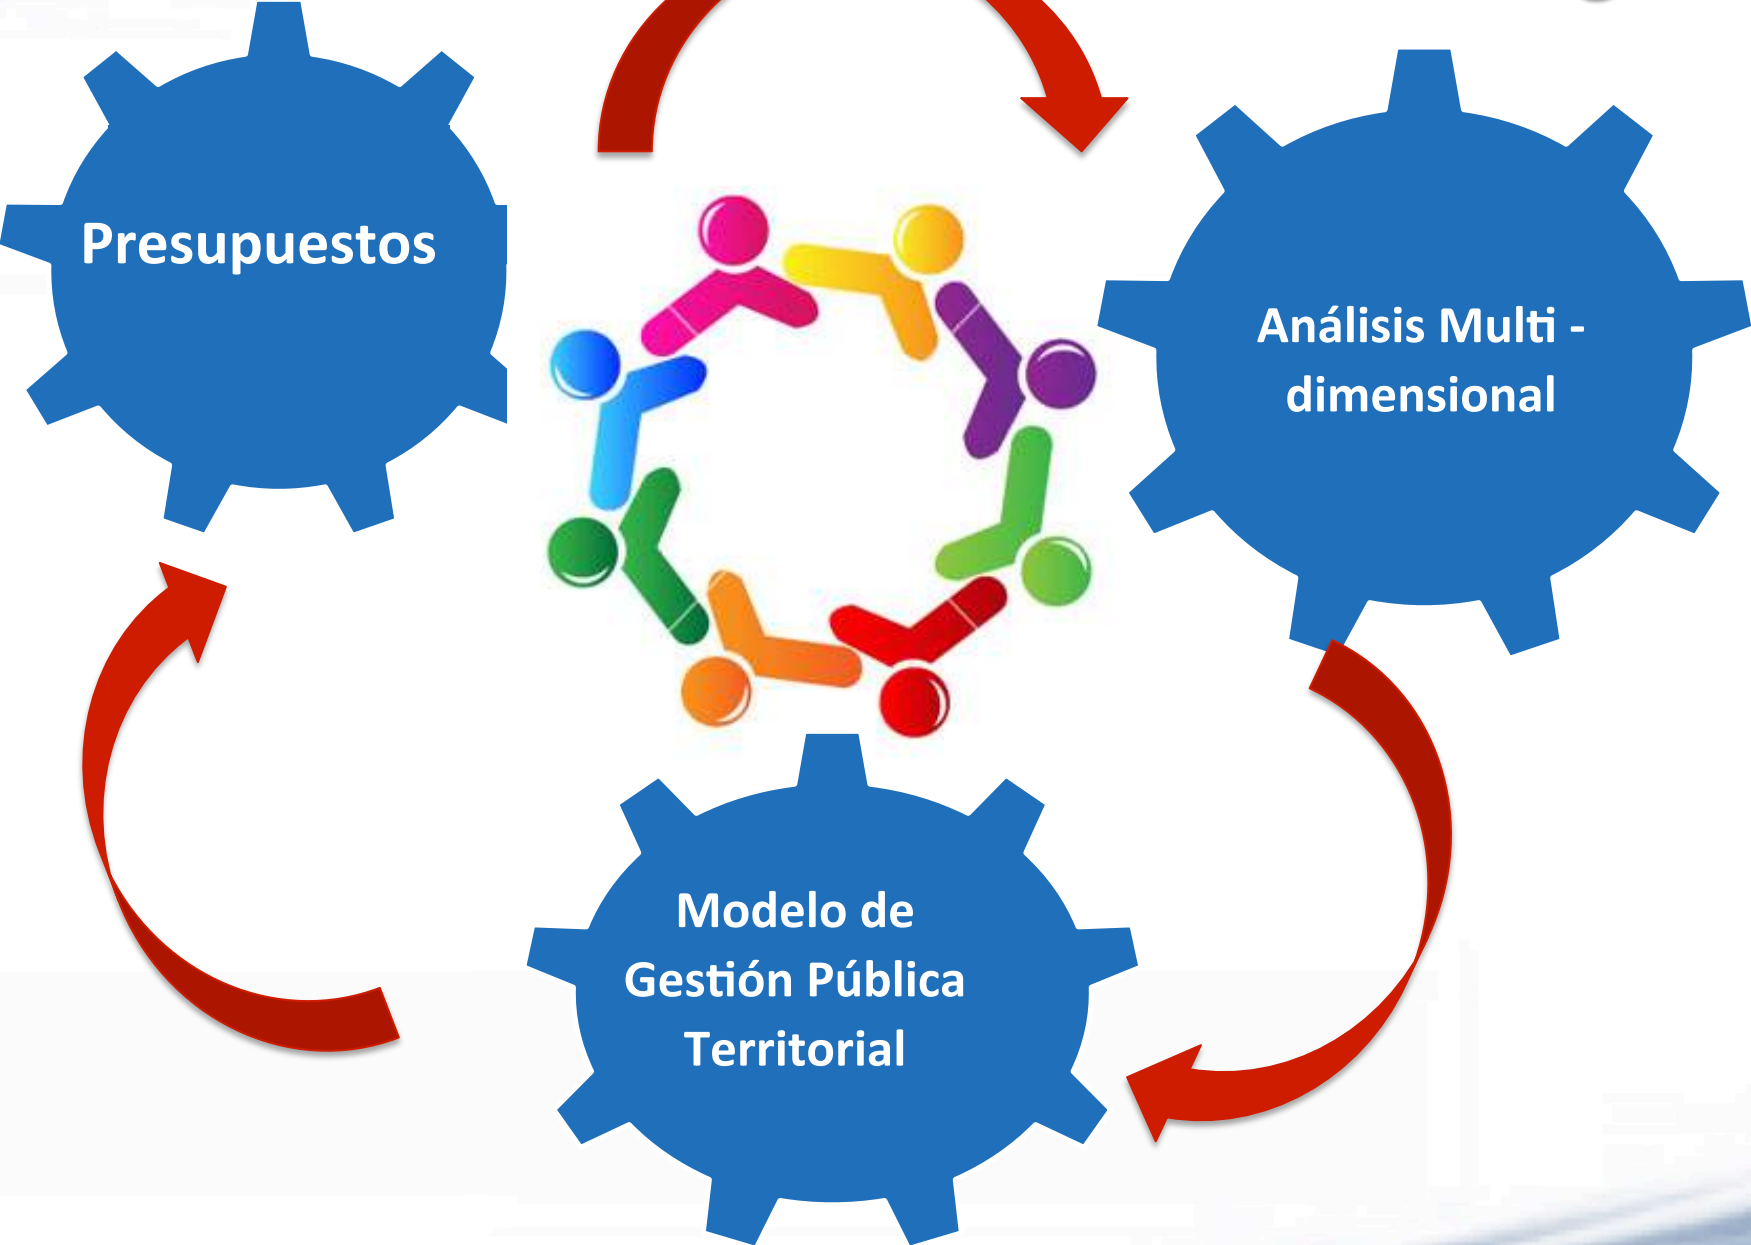 Presupuestos
Análisis Multi -
dimensional
Modelo de
Gestión Pública
Territorial